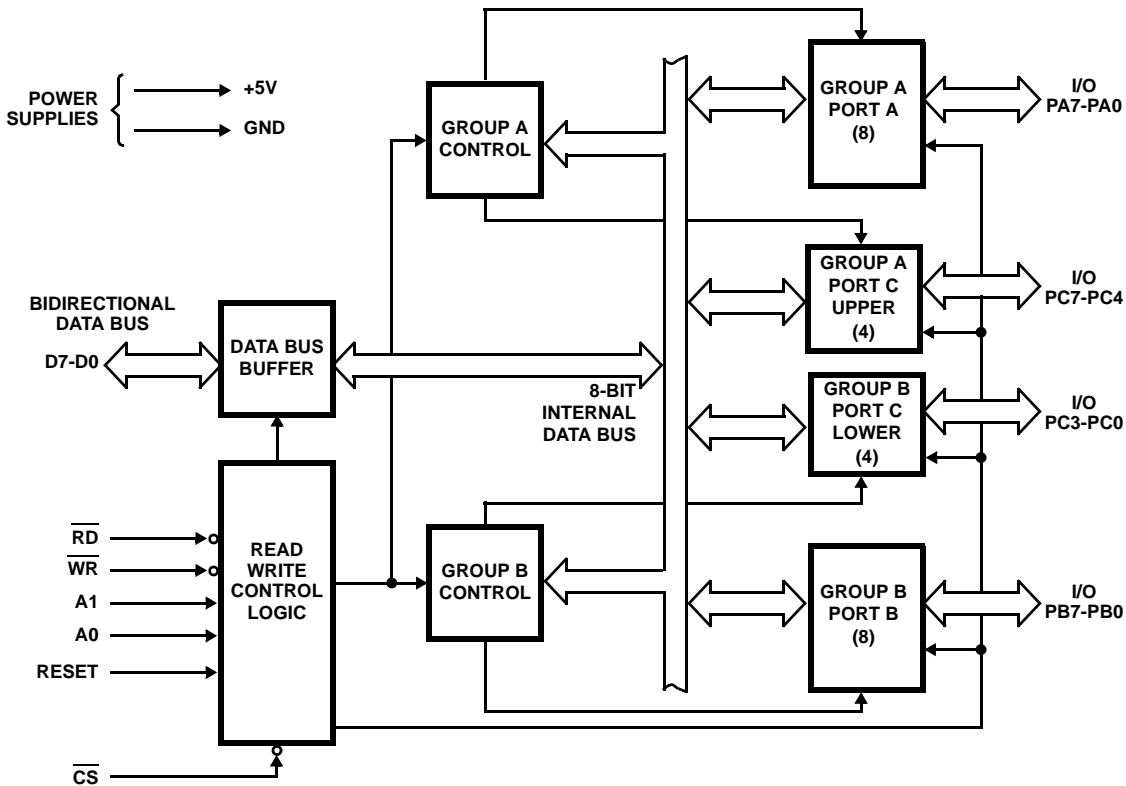 POWER
SUPPLIES
+5V
GND
GROUP A
CONTROL
GROUP A
PORT A
(8)
I/O
PA7-PA0
GROUP A
PORT C
UPPER
(4)
I/O
PC7-PC4
BIDIRECTIONAL
DATA BUS
D7-D0
DATA BUS
BUFFER
8-BIT
INTERNAL
DATA BUS
GROUP B
PORT C
LOWER
(4)
I/O
PC3-PC0
RD
WR
A1
A0
RESET
CS
READ
WRITE
CONTROL
LOGIC
GROUP B
CONTROL
GROUP B
PORT B
(8)
I/O
PB7-PB0